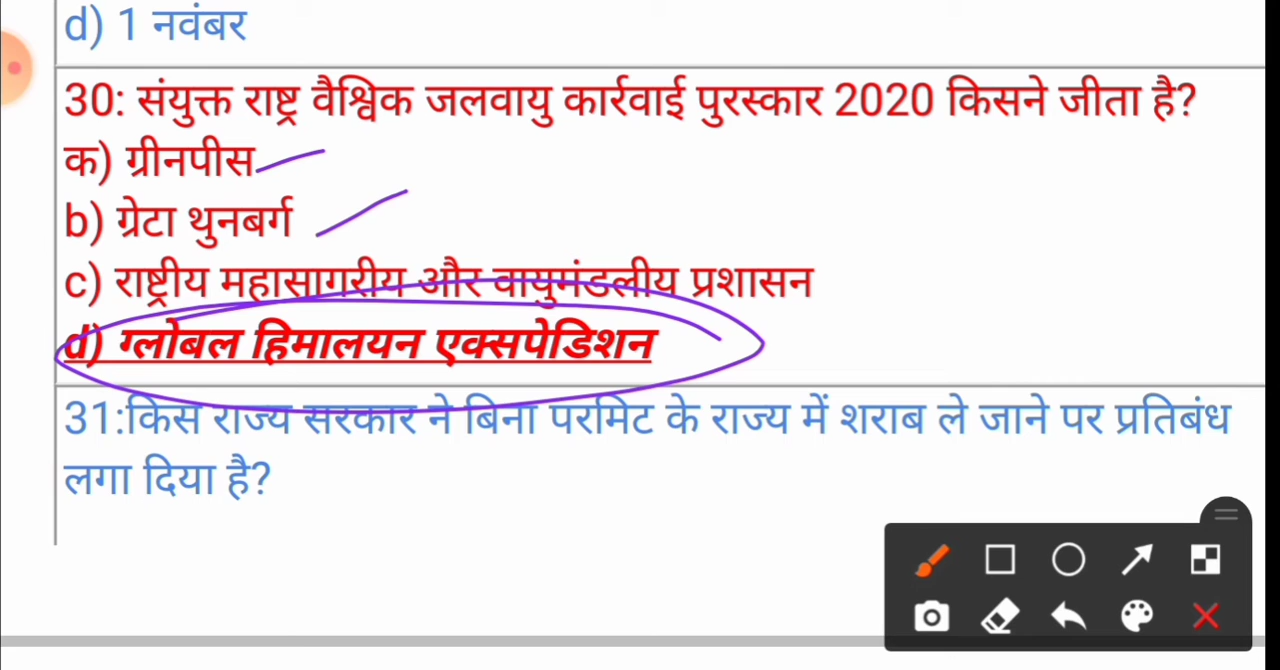 d) 1 नवंबर
30: संयुक्त राष्ट्र वैश्विक जलवायु कार्रवाई पुरस्कार 2020 किसने जीता है?
क) ग्रीनपीस
b) ग्रेटा थुनबर्ग
c) राष्ट्रीय महासागरीय और वायुमंडलीय प्रशासन
d) ग्लोबल हिमालयन एक्सपेडिशन
31:किस राज्य सरकार ने बिना परमिट के राज्य में शराब ले जाने पर प्रतिबंध
लगा दिया है?